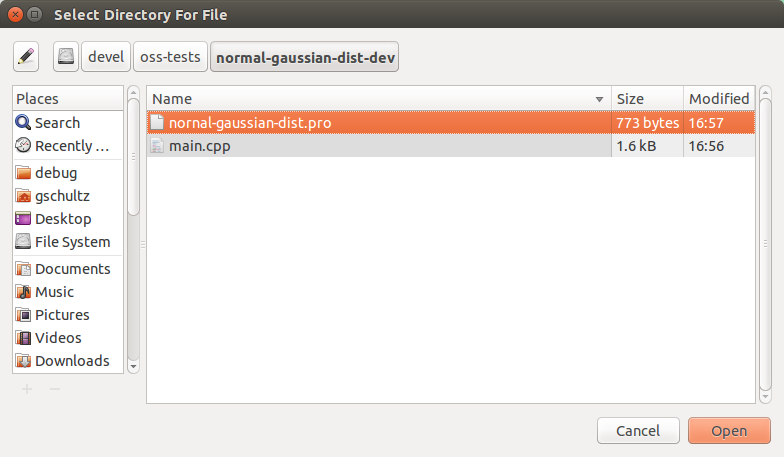 Select Directory For File
devel oss-tests normal-gaussian-dist-dev
Places
Search
Recently ...
debug
gschultz
Desktop
File System
Documents
Music
Pictures
Videos
Downloads
Name Size Modified
nornal-gaussian-dist.pro 773 bytes 16:57
main.cpp 1.6 kB 16:56
Cancel Open